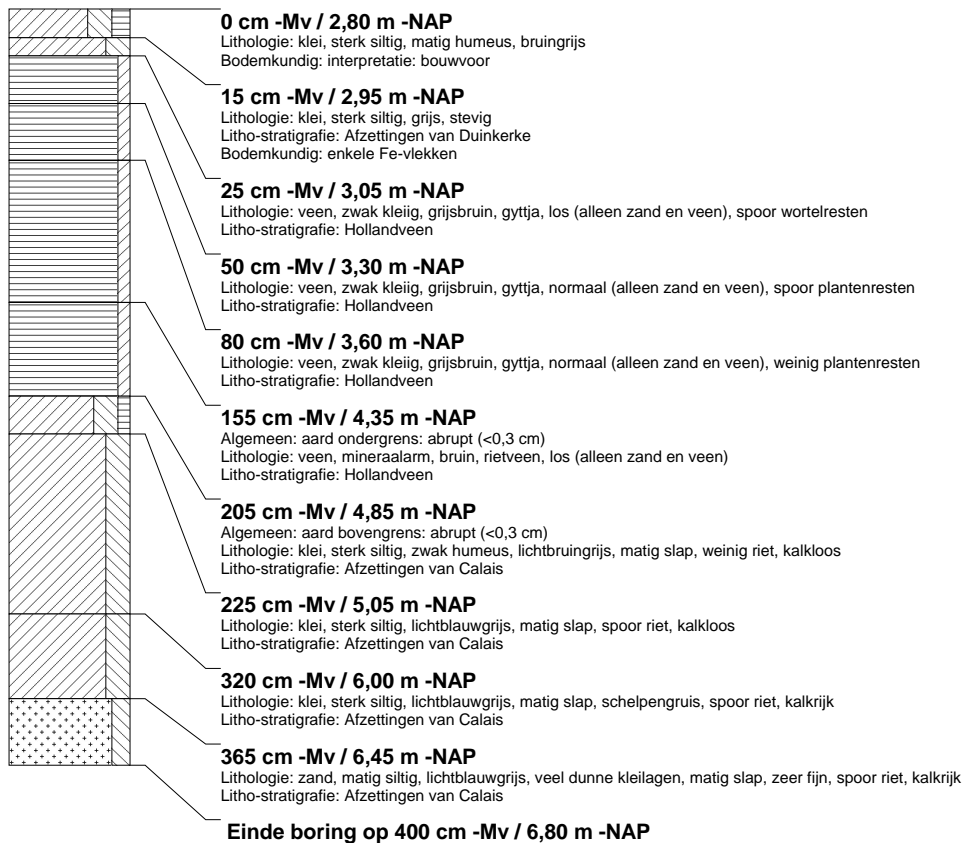 0 cm -Mv / 2,80 m -NAP
Lithologie: klei, sterk siltig, matig humeus, bruingrijs
Bodemkundig: interpretatie: bouwvoor
15 cm -Mv / 2,95 m -NAP
Lithologie: klei, sterk siltig, grijs, stevig
Litho-stratigrafie: Afzettingen van Duinkerke
Bodemkundig: enkele Fe-vlekken
25 cm -Mv / 3,05 m -NAP
Lithologie: veen, zwak kleiig, grijsbruin, gyttja, los (alleen zand en veen), spoor wortelresten
Litho-stratigrafie: Hollandveen
50 cm -Mv / 3,30 m -NAP
Lithologie: veen, zwak kleiig, grijsbruin, gyttja, normaal (alleen zand en veen), spoor plantenresten
Litho-stratigrafie: Hollandveen
80 cm -Mv / 3,60 m -NAP
Lithologie: veen, zwak kleiig, grijsbruin, gyttja, normaal (alleen zand en veen), weinig plantenresten
Litho-stratigrafie: Hollandveen
155 cm -Mv / 4,35 m -NAP
Algemeen: aard ondergrens: abrupt (<0,3 cm)
Lithologie: veen, mineraalarm, bruin, rietveen, los (alleen zand en veen)
Litho-stratigrafie: Hollandveen
205 cm -Mv / 4,85 m -NAP
Algemeen: aard bovengrens: abrupt (<0,3 cm)
Lithologie: klei, sterk siltig, zwak humeus, lichtbruingrijs, matig slap, weinig riet, kalkloos
Litho-stratigrafie: Afzettingen van Calais
225 cm -Mv / 5,05 m -NAP
Lithologie: klei, sterk siltig, lichtblauwgrijs, matig slap, spoor riet, kalkloos
Litho-stratigrafie: Afzettingen van Calais
320 cm -Mv / 6,00 m -NAP
Lithologie: klei, sterk siltig, lichtblauwgrijs, matig slap, schelpengruis, spoor riet, kalkrijk
Litho-stratigrafie: Afzettingen van Calais
365 cm -Mv / 6,45 m -NAP
Lithologie: zand, matig siltig, lichtblauwgrijs, veel dunne kleilagen, matig slap, zeer fijn, spoor riet, kalkrijk
Litho-stratigrafie: Afzettingen van Calais
Einde boring op 400 cm -Mv / 6,80 m -NAP